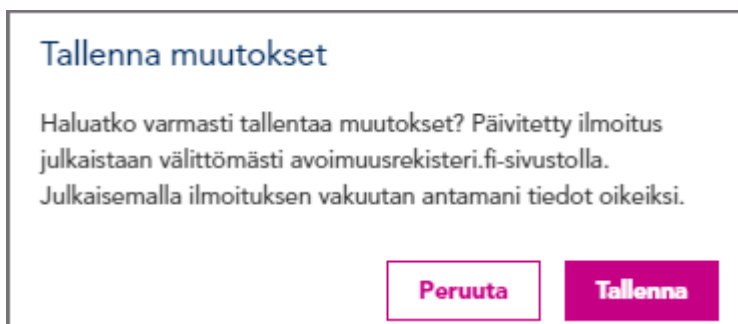 Tallenna muutokset
Haluatko varmasti tallentaa muutokset? Päivitetty ilmoitus
julkaistaan välittömästi avoimuusrekisteri.fi-sivustolla.
Julkaisemalla ilmoituksen vakuutan antamani tiedot oikeiksi.
Peruuta
Tallenna